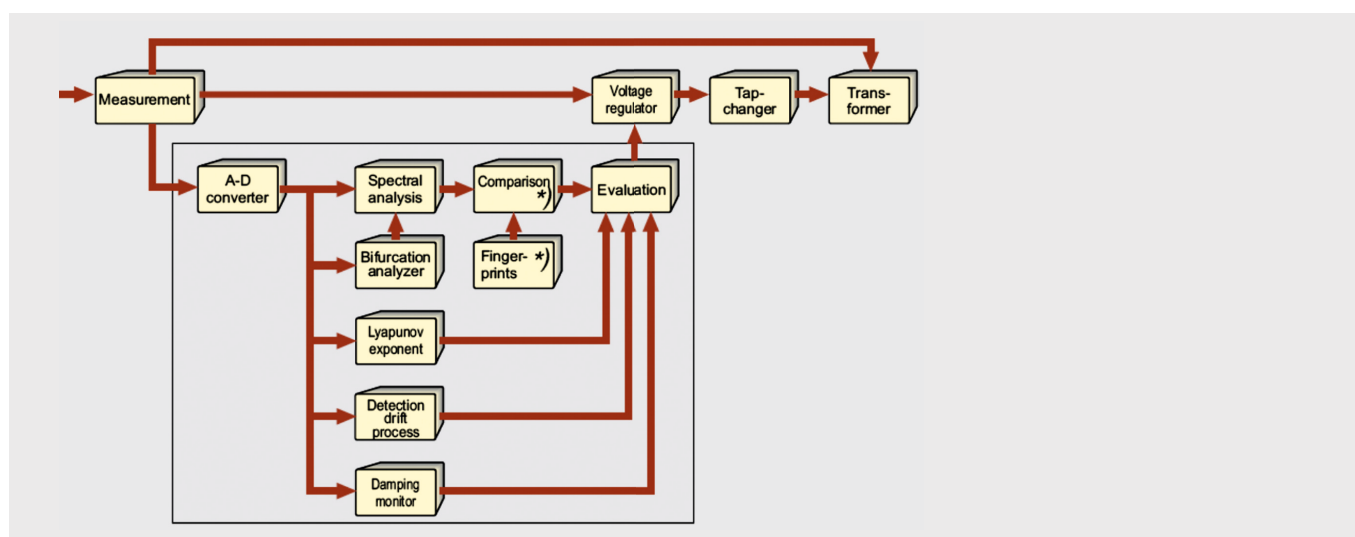 Measurement
Voltage
regulator
Tap-
changer
Trans-
former
A-D
converter
Spectral
analysis
Comparison
*)
Evaluation
Bifurcation
analyzer
Finger- *)
prints
Lyapunov
exponent
Detection
drift
process
Damping
monitor